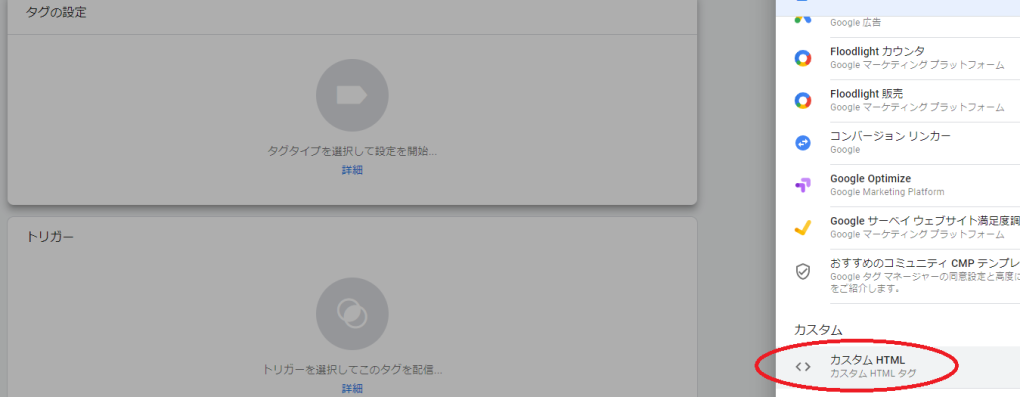 タグの設定
タグタイプを選択して設定を開始...
詳細
トリガー
トリガーを選択してこのタグを配信...
詳細
Google 広告
Floodlight カウンタ
Google マーケティング プラットフォーム
Floodlight 販売
Google マーケティング プラットフォーム
コンバージョン リンカー
Google
Google Optimize
Google Marketing Platform
Google サーベイ ウェブサイト満足度調
Google マーケティング プラットフォーム
おすすめのコミュニティ CMP テンプレ
Google タグ マネージャーの同意設定と高度に
をご紹介します。
カスタム
カスタム HTML
カスタム HTML タグ